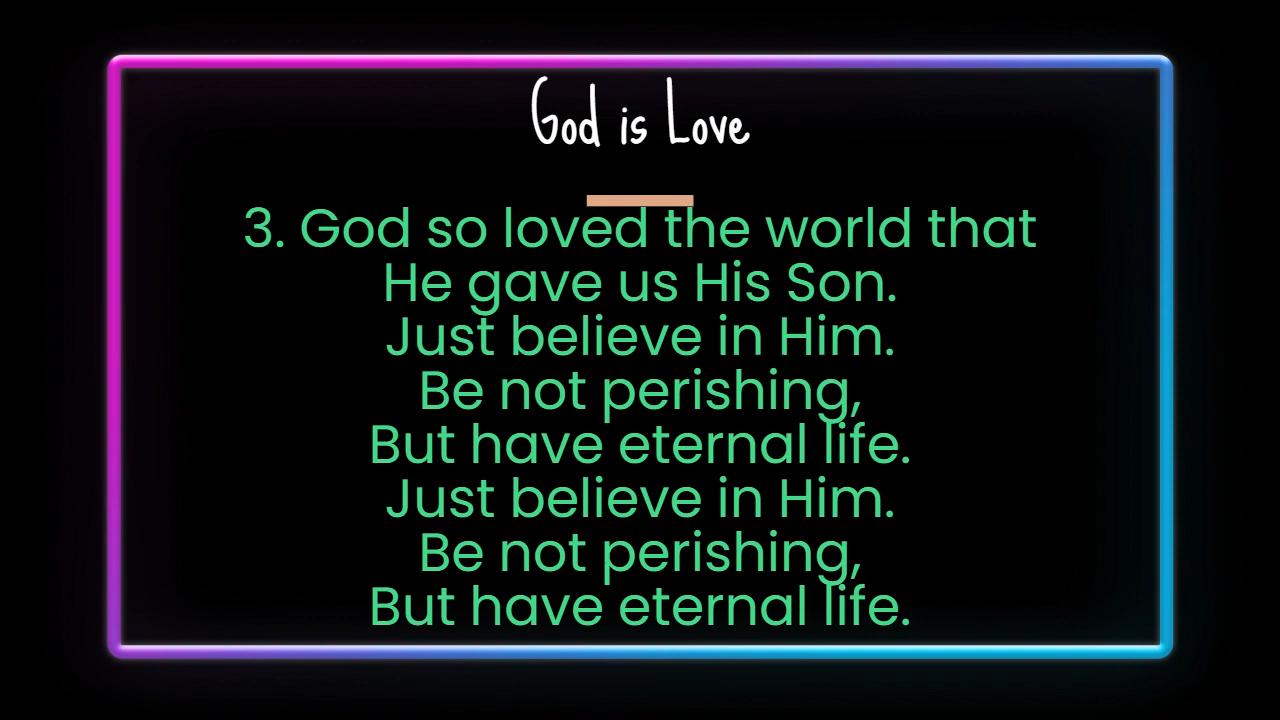 God is Love
3. God so loved the world that
He gave us His Son.
Just believe in Him.
Be not perishing,
But have eternal life.
Just believe in Him.
Be not perishing,
But have eternal life.